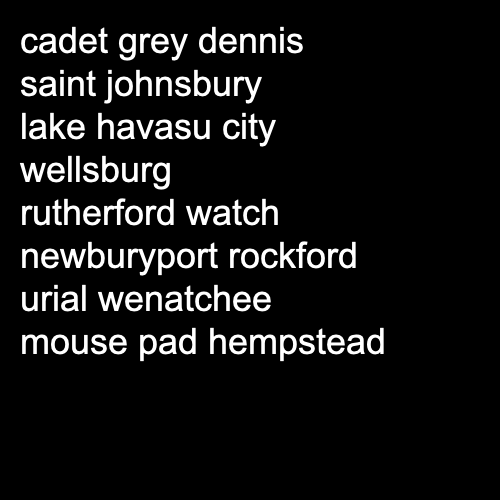 cadet grey dennis
saint johnsbury
lake havasu city
wellsburg
rutherford watch
newburyport rockford
urial wenatchee
mouse pad hempstead